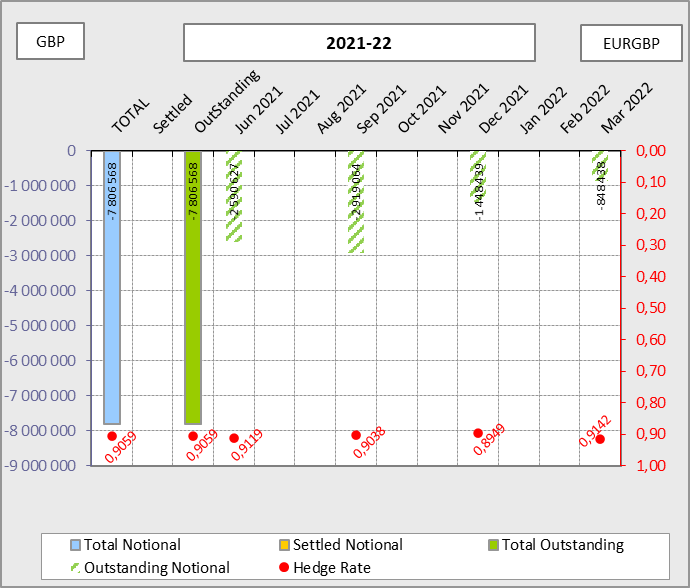 GBP
2021-22
EURGBP
TOTAL
Settled
OutStanding
Jun 2021
Jul 2021
Aug 2021
Sep 2021
Oct 2021
Nov 2021
Dec 2021
Jan 2022
Feb 2022
Mar 2022
0
-1 000 000
-2 000 000
-3 000 000
-4 000 000
-5 000 000
-6 000 000
-7 000 000
-8 000 000
-9 000 000
-7 806 568
-7 806 568
-2 590 627
-2 919 064
-1 448 439
-848 438
0,00
0,10
0,20
0,30
0,40
0,50
0,60
0,70
0,80
0,90
1,00
0,9059
0,9059
0,9119
0,9038
0,8949
0,9142
Total Notional
Settled Notional
Total Outstanding
Outstanding Notional
Hedge Rate